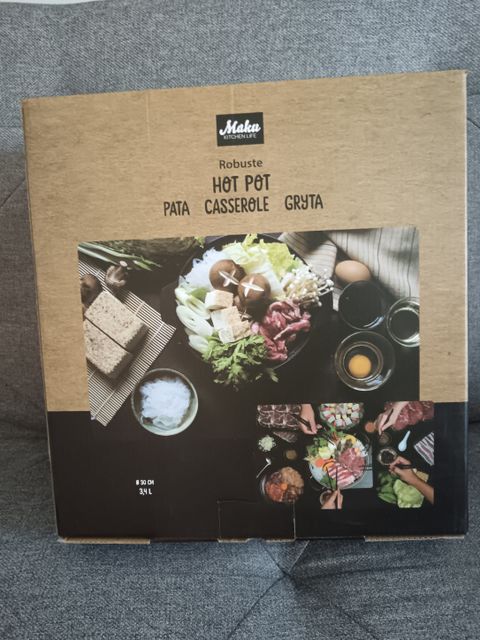 Maku
KITCHEN LIFE
Robuste
HOT POT
PATA CASSEROLE GRYTA
Ø 30 CM
3,4 L